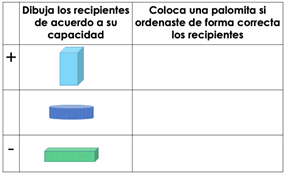 Dibuja los recipientes
de acuerdo a su
capacidad
Coloca una palomita si
ordenaste de forma correcta
los recipientes
+
-